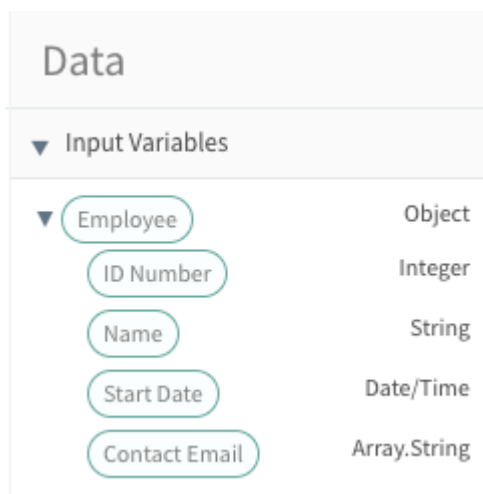 Data
Input Variables
Employee Object
ID Number Integer
Name String
Start Date Date/Time
Contact Email Array.String